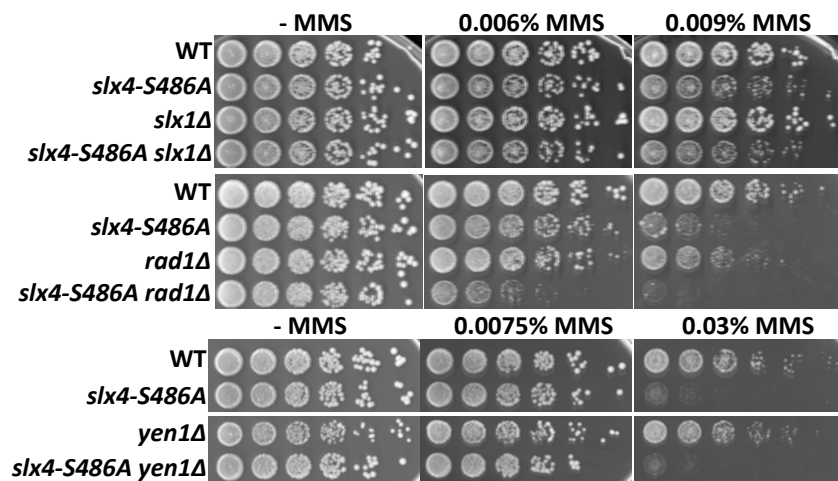 - MMS 0.006% MMS 0.009% MMS
WT
slx4-S486A
slx1Δ
slx4-S486A slx1Δ
WT
slx4-S486A
rad1Δ
slx4-S486A rad1Δ
- MMS 0.0075% MMS 0.03% MMS
WT
slx4-S486A
yen1Δ
slx4-S486A yen1Δ